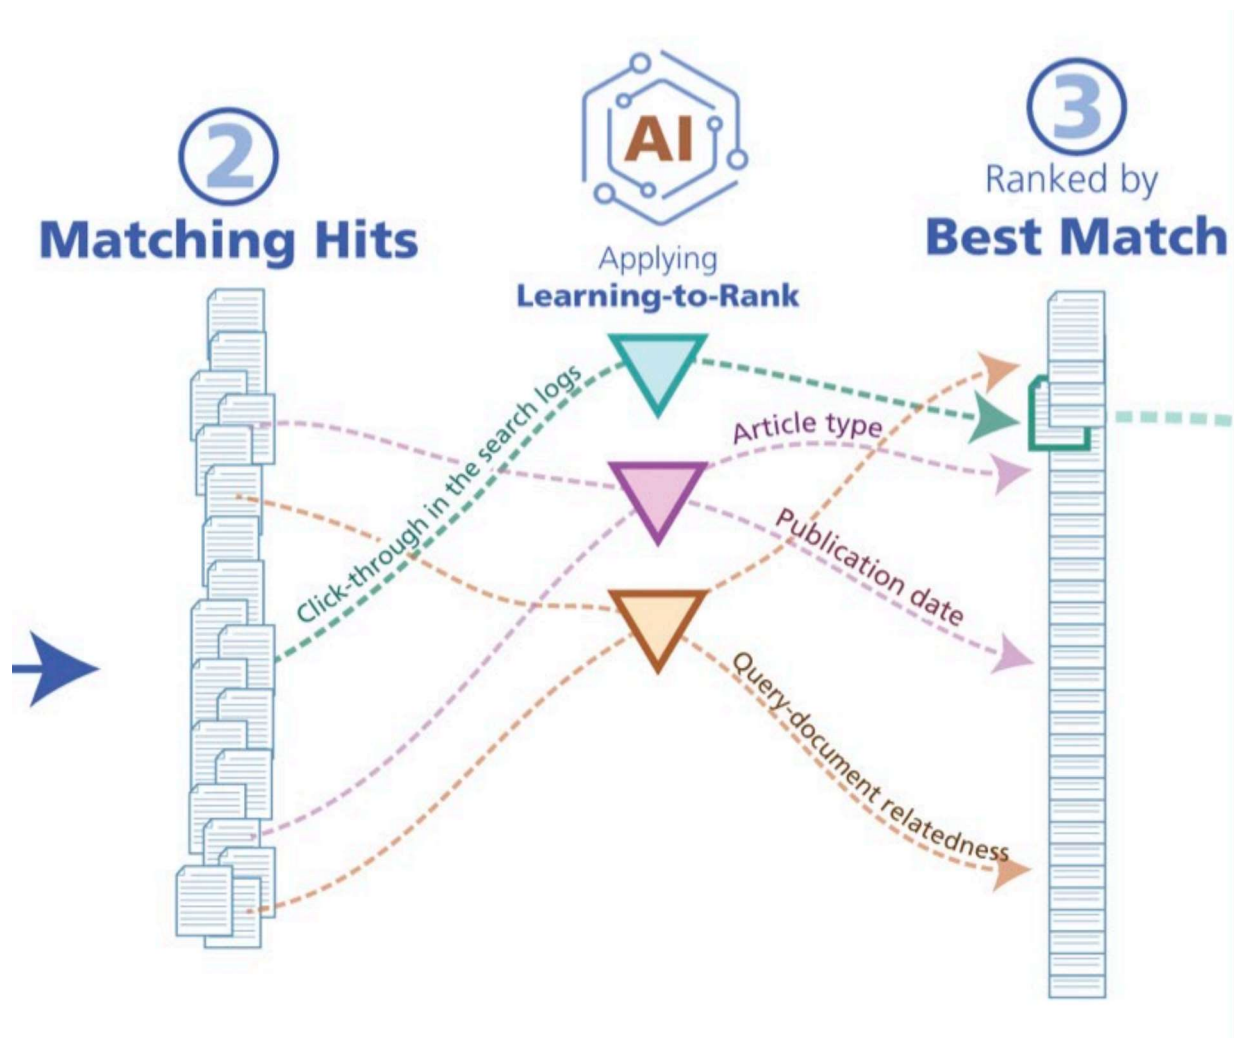 2
Matching Hits
AI
Applying
Learning-to-Rank
3
Ranked by
Best Match
Click-through in the search logs
Article type
Publication date
Query-document relatedness